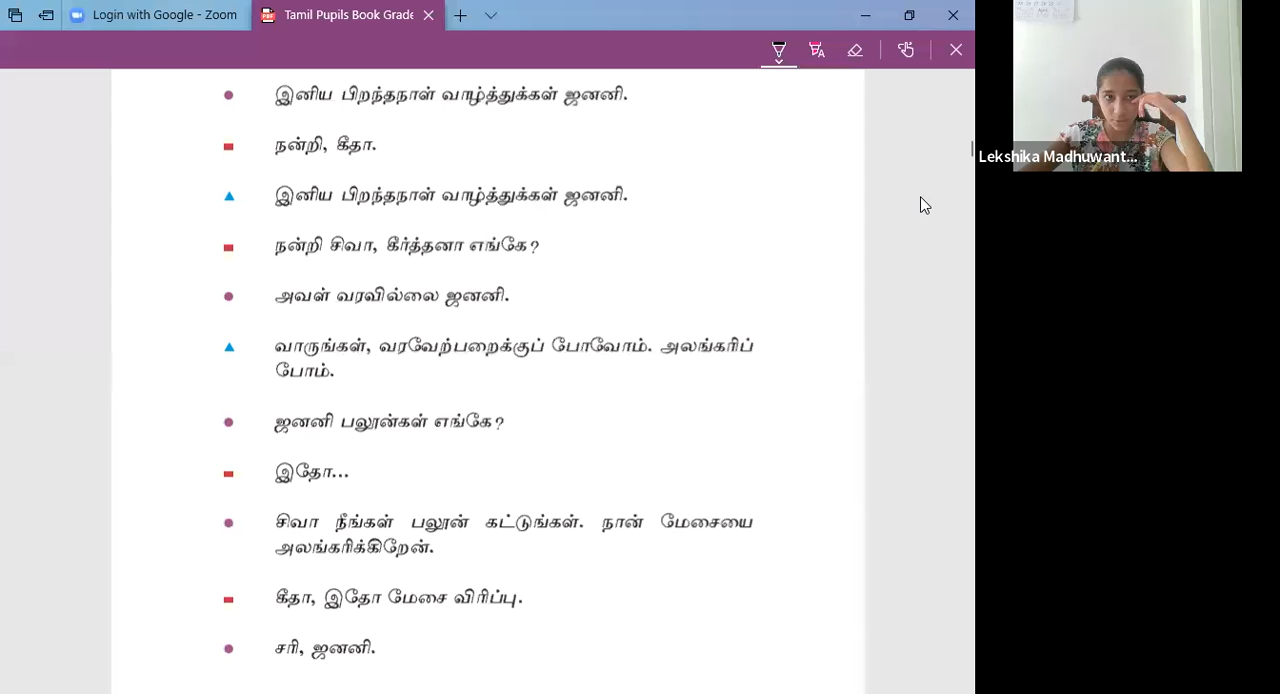 Login with Google - Zoom
Tamil Pupils Book Grade
இனிய பிறந்தநாள் வாழ்த்துக்கள் ஜனனி.
நன்றி, கீதா.
இனிய பிறந்தநாள் வாழ்த்துக்கள் ஜனனி.
நன்றி சிவா, கீர்த்தனா எங்கே?
அவள் வரவில்லை ஜனனி.
வாருங்கள், வரவேற்பறைக்குப் போவோம். அலங்கரிப்
போம்.
ஜனனி பலூன்கள் எங்கே?
இதோ...
சிவா நீங்கள் பலூன் கட்டுங்கள். நான் மேசையை
அலங்கரிக்கிறேன்.
கீதா, இதோ மேசை விரிப்பு.
சரி, ஜனனி.
Lekshika Madhuwant...